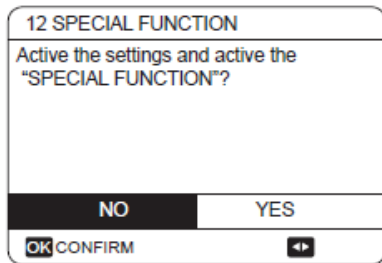 12 SPECIAL FUNCTION
Active the settings and active the
"SPECIAL FUNCTION"?
NO YES
OK CONFIRM